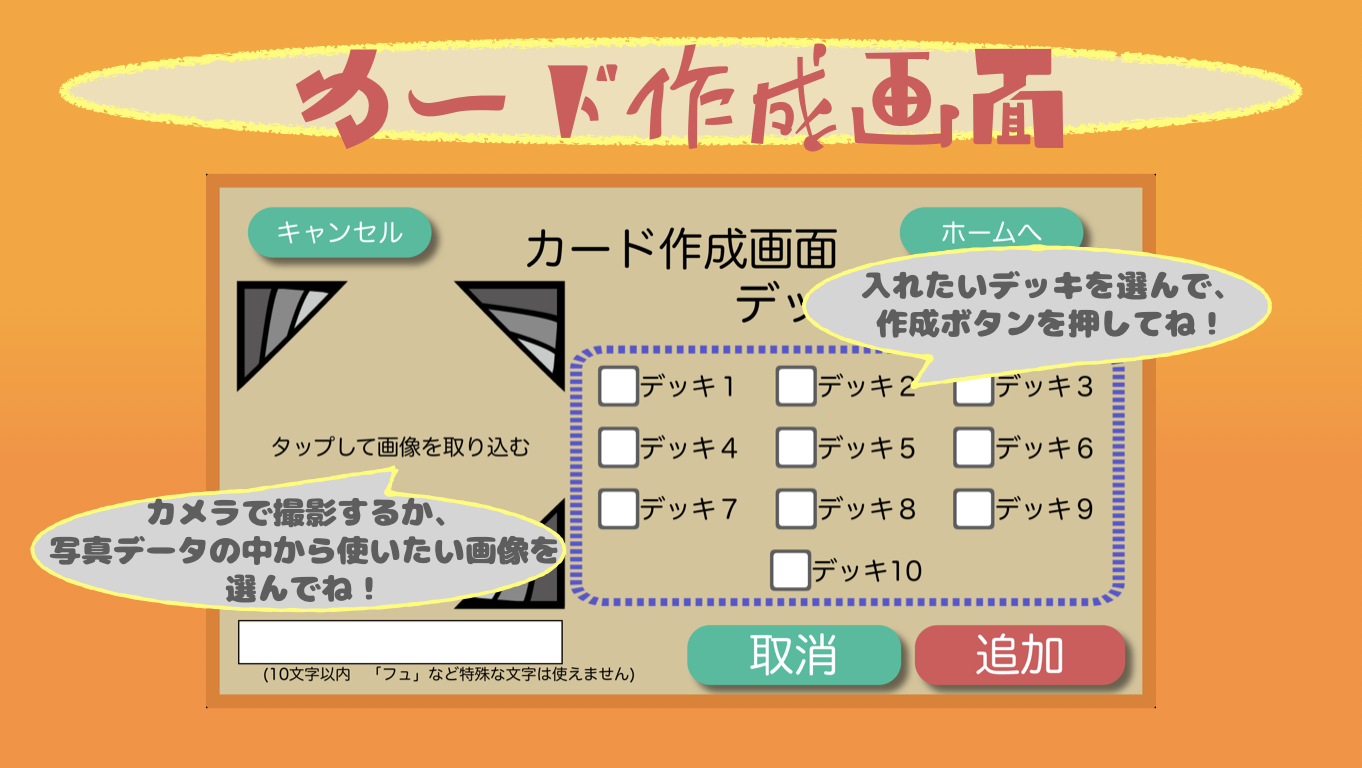 カード作成画面
キャンセル
カード作成画面
ホームへ
デッ
入れたいデッキを選んで、
作成ボタンを押してね！
デッキ１
デッキ２
デッキ３
デッキ４
デッキ５
デッキ６
デッキ７
デッキ８
デッキ９
デッキ10
タップして画像を取り込む
カメラで撮影するか、
写真データの中から使いたい画像を
選んでね！
(10文字以内　「フュ」など特殊な文字は使えません)
取消
追加